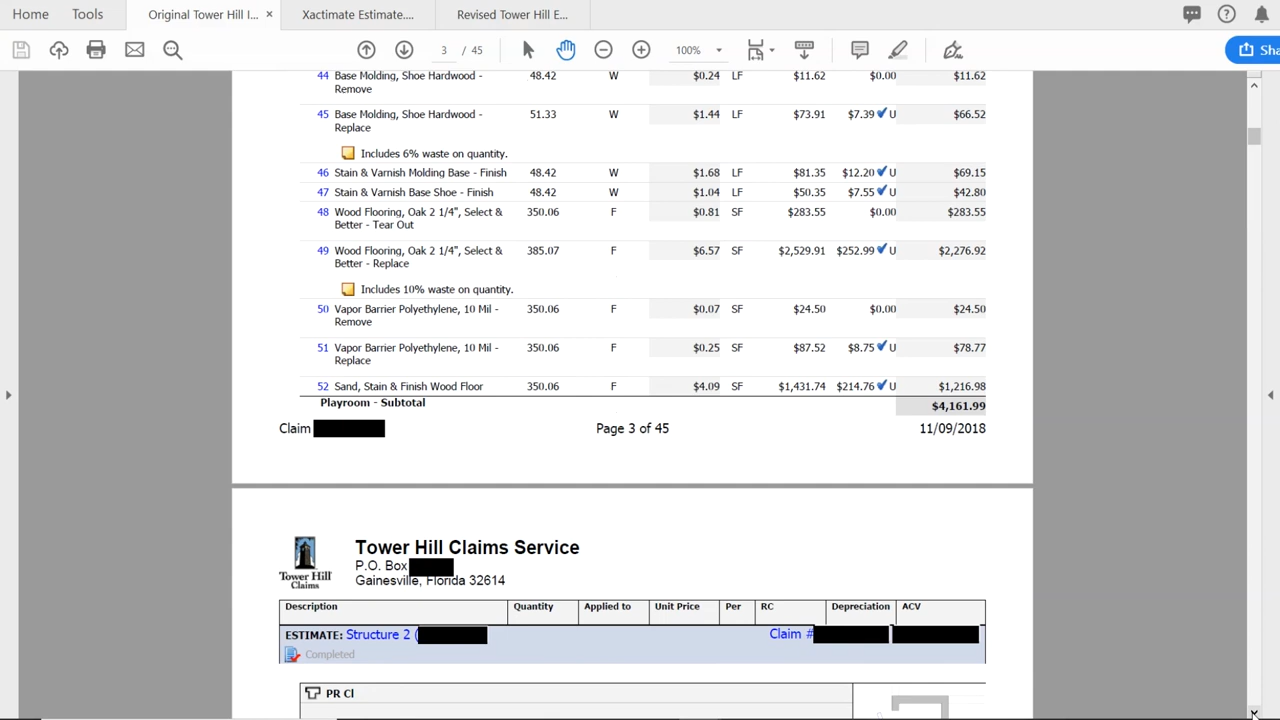 Home Tools Original Tower Hill I... × Xactimate Estimate.... Revised Tower Hill E...
3 / 45 100% Sha
44 Base Molding, Shoe Hardwood - 48.42 W $0.24 LF $11.62 $0.00 $11.62
Remove
45 Base Molding, Shoe Hardwood - 51.33 W $1.44 LF $73.91 $7.39 U $66.52
Replace
Includes 6% waste on quantity.
46 Stain & Varnish Molding Base - Finish 48.42 W $1.68 LF $81.35 $12.20 U $69.15
47 Stain & Varnish Base Shoe - Finish 48.42 W $1.04 LF $50.35 $7.55 U $42.80
48 Wood Flooring, Oak 2 1/4", Select & 350.06 F $0.81 SF $283.55 $0.00 $283.55
Better - Tear Out
49 Wood Flooring, Oak 2 1/4", Select & 385.07 F $6.57 SF $2,529.91 $252.99 U $2,276.92
Better - Replace
Includes 10% waste on quantity.
50 Vapor Barrier Polyethylene, 10 Mil - 350.06 F $0.07 SF $24.50 $0.00 $24.50
Remove
51 Vapor Barrier Polyethylene, 10 Mil - 350.06 F $0.25 SF $87.52 $8.75 U $78.77
Replace
52 Sand, Stain & Finish Wood Floor 350.06 F $4.09 SF $1,431.74 $214.76 U $1,216.98
Playroom - Subtotal $4,161.99
Claim Page 3 of 45 11/09/2018
Tower Hill Claims Service
P.O. Box
Gainesville, Florida 32614
Tower Hill
Claims
Description Quantity Applied to Unit Price Per RC Depreciation ACV
ESTIMATE: Structure 2 ( Claim #
Completed
PR Cl